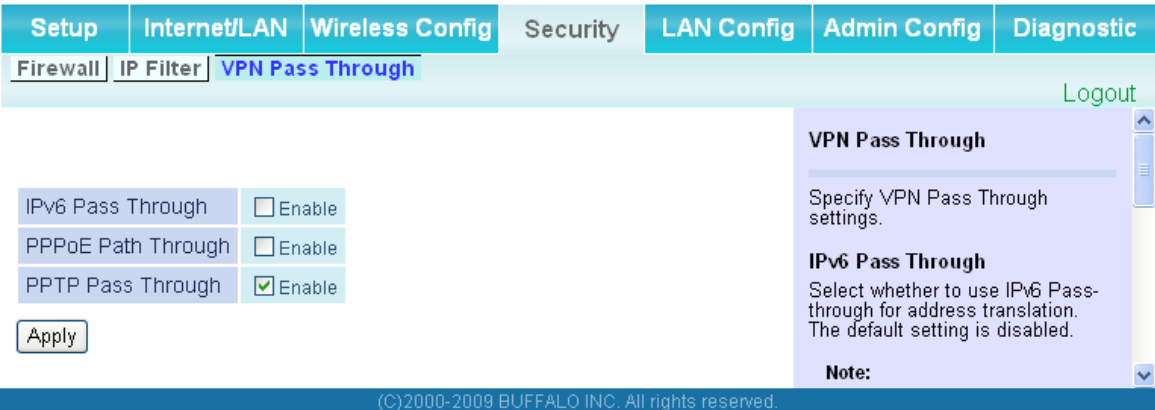 Setup Internet/LAN Wireless Config Security LAN Config Admin Config Diagnostic
Firewall IP Filter VPN Pass Through
Logout
IPv6 Pass Through Enable
PPPoE Path Through Enable
PPTP Pass Through Enable
Apply
VPN Pass Through
Specify VPN Pass Through
settings.
IPv6 Pass Through
Select whether to use IPv6 Pass-
through for address translation.
The default setting is disabled.
Note:
(C)2000-2009 BUFFALO INC. All rights reserved.